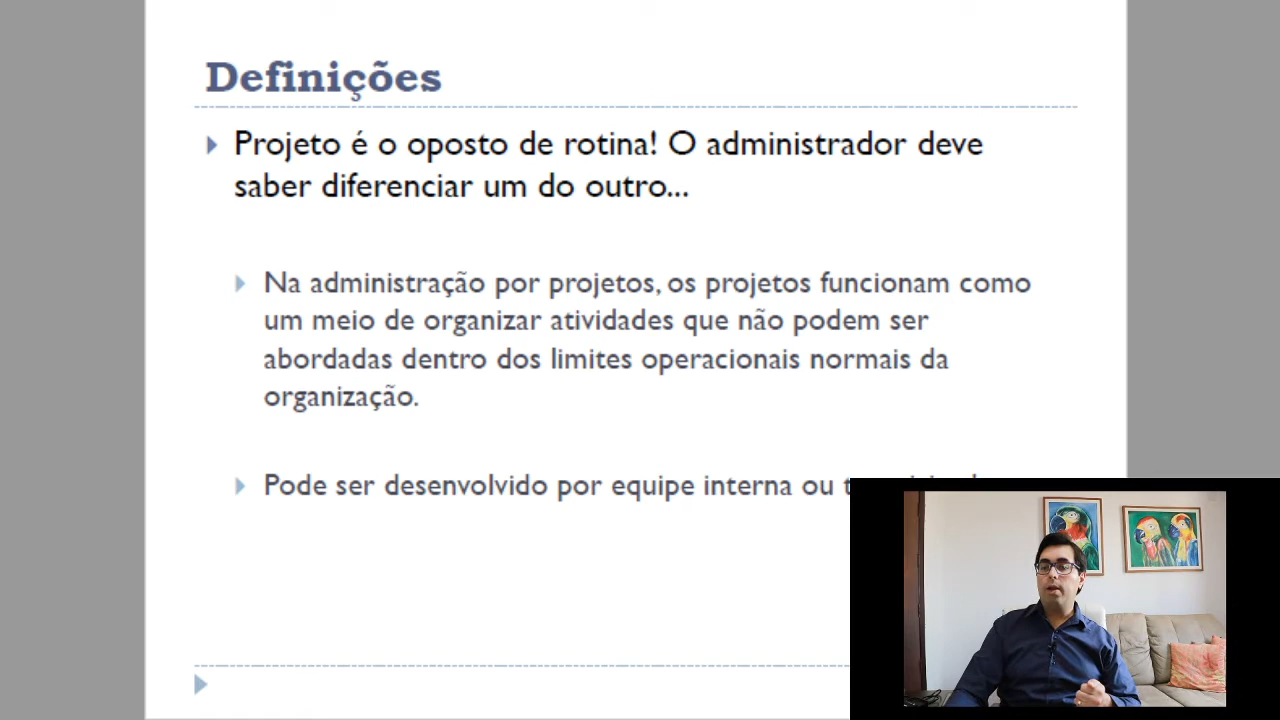 Definições
Projeto é o oposto de rotina! O administrador deve
saber diferenciar um do outro...
Na administração por projetos, os projetos funcionam como
um meio de organizar atividades que não podem ser
abordadas dentro dos limites operacionais normais da
organização.
Pode ser desenvolvido por equipe interna ou